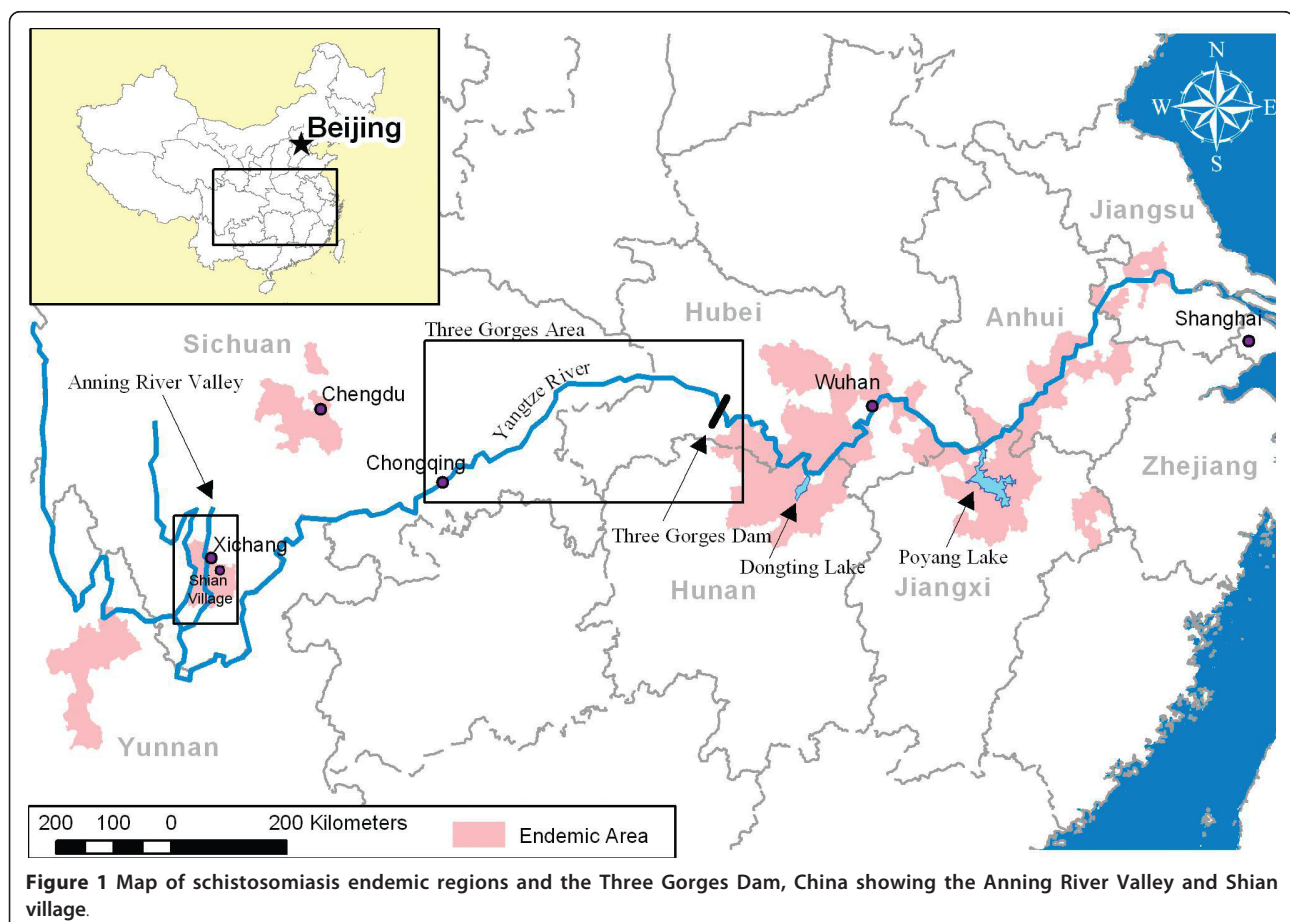 Beijing
N
W E
S
Jiangsu
Hubei
Three Gorges Area
Anhui
Shanghai
Sichuan
Anning River Valley
Chengdu
Yangtze River
Wuhan
Chongqing
Zhejiang
Xichang
Shian
Village
Three Gorges Dam
Dongting Lake
Poyang Lake
Hunan
Jiangxi
Yunnan
200 100 0 200 Kilometers
Endemic Area
Figure 1 Map of schistosomiasis endemic regions and the Three Gorges Dam, China showing the Anning River Valley and Shian
village.